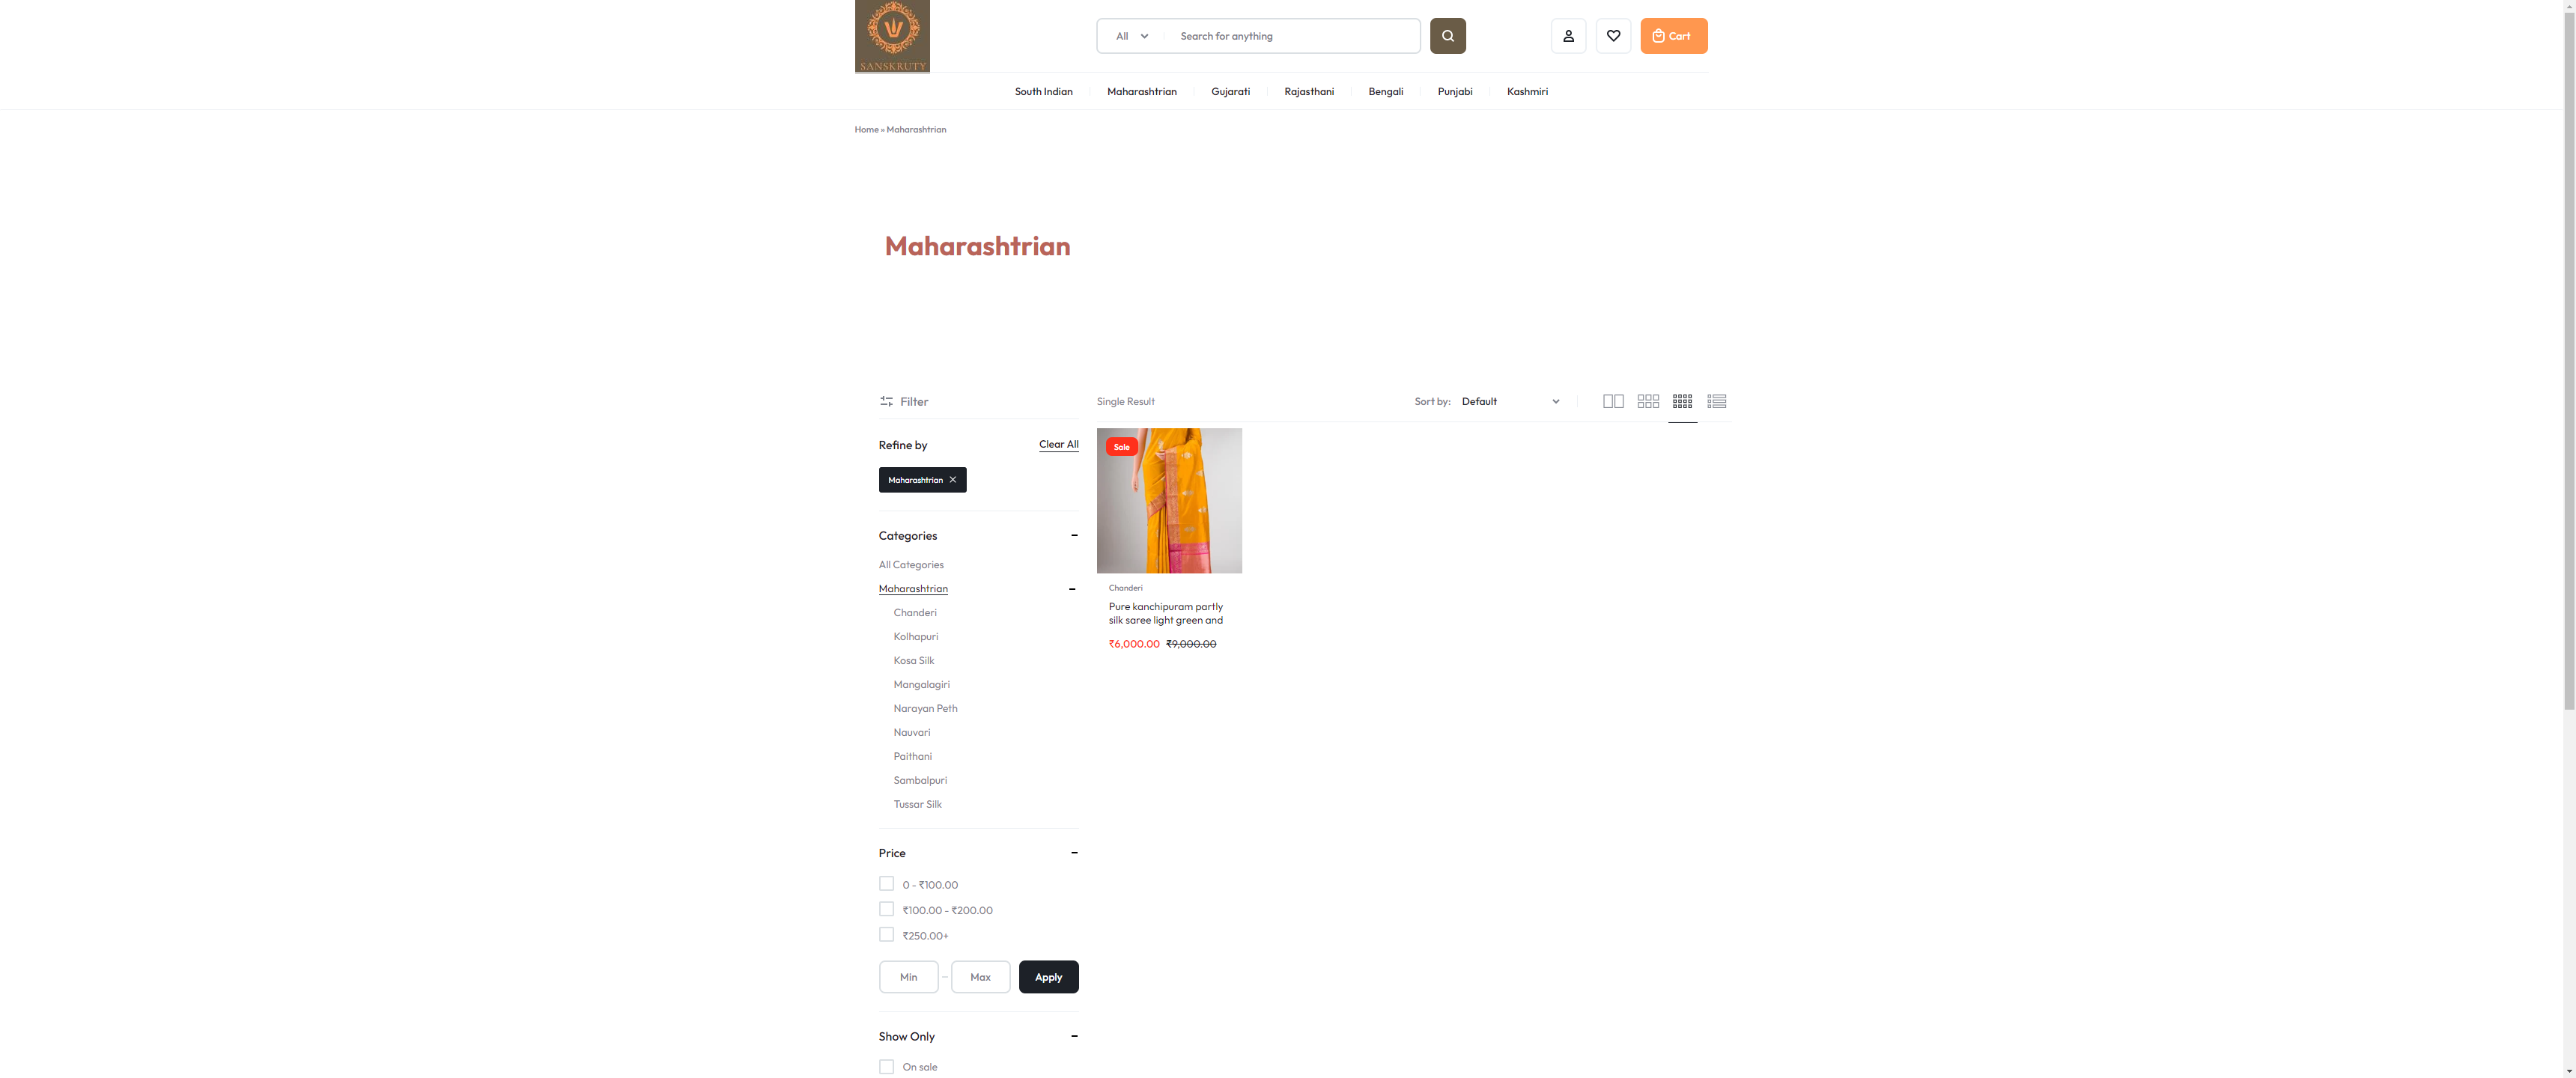 SANSKRUTY
All
Search for anything
Cart
South Indian
Maharashtrian
Gujarati
Rajasthani
Bengali
Punjabi
Kashmiri
Home » Maharashtrian
Maharashtrian
Filter
Single Result
Sort by: Default
Refine by
Clear All
Maharashtrian
Categories
All Categories
Maharashtrian
Chanderi
Kolhapuri
Kosa Silk
Mangalagiri
Narayan Peth
Nauvari
Paithani
Sambalpuri
Tussar Silk
Sale
Chanderi
Pure kanchipuram partly
silk saree light green and
₹6,000.00 ₹9,000.00
Price
0 - ₹100.00
₹100.00 - ₹200.00
₹250.00+
Min - Max
Apply
Show Only
On sale